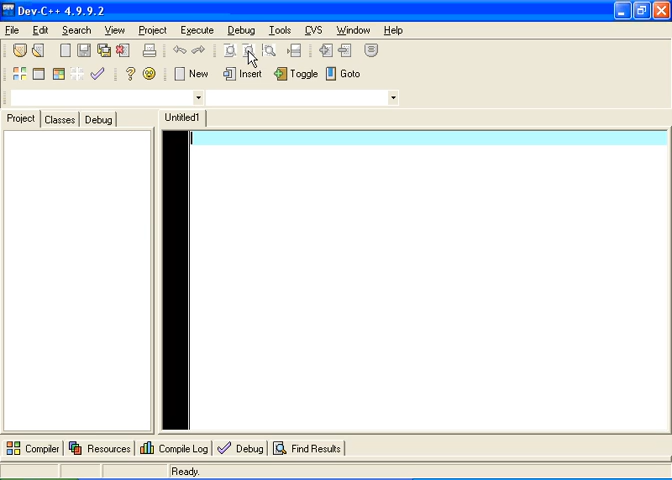 Dev-C++ 4.9.9.2
File Edit Search View Project Execute Debug Tools CVS Window Help
New Insert Toggle Goto
Project Classes Debug Untitled1
Compiler Resources Compile Log Debug Find Results
Ready.